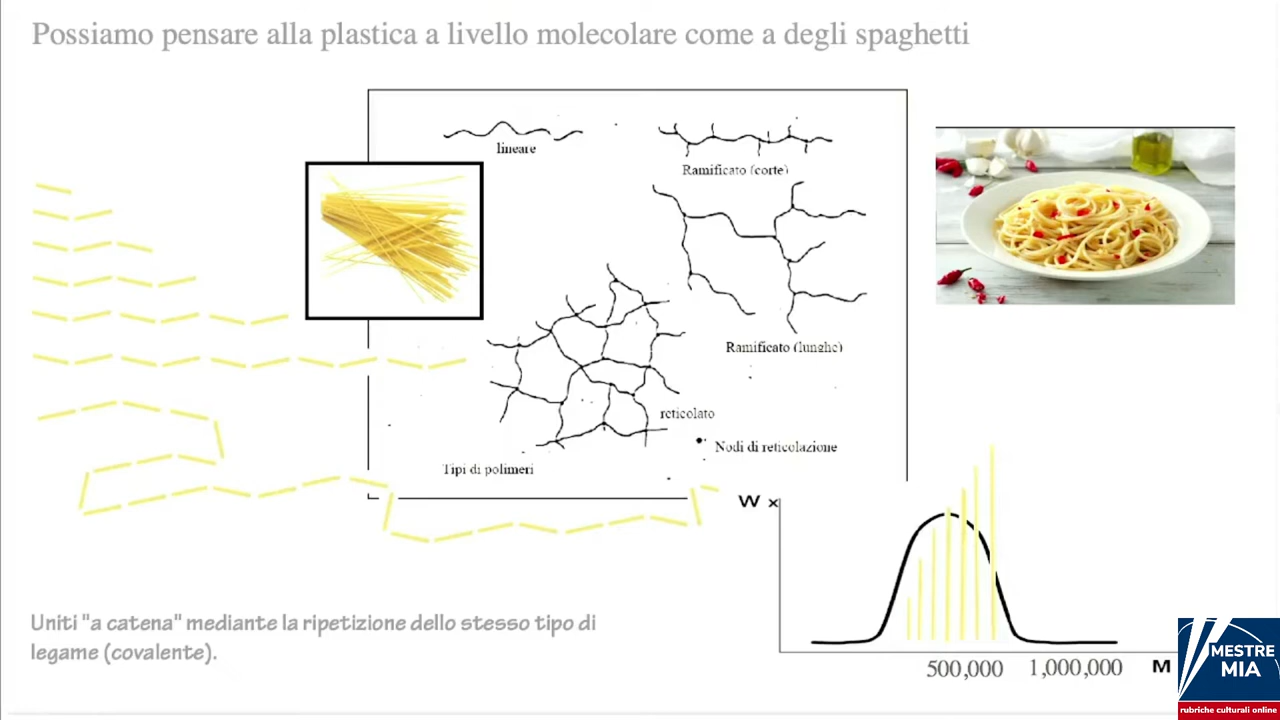 Possiamo pensare alla plastica a livello molecolare come a degli spaghetti
lineare
Ramificato (corte)
Ramificato (lunghe)
reticolato
Nodi di reticolazione
Tipi di polimeri
W x
500,000
1,000,000
M
Uniti "a catena" mediante la ripetizione dello stesso tipo di
legame (covalente).
MESTRE
MIA
rubriche culturali online